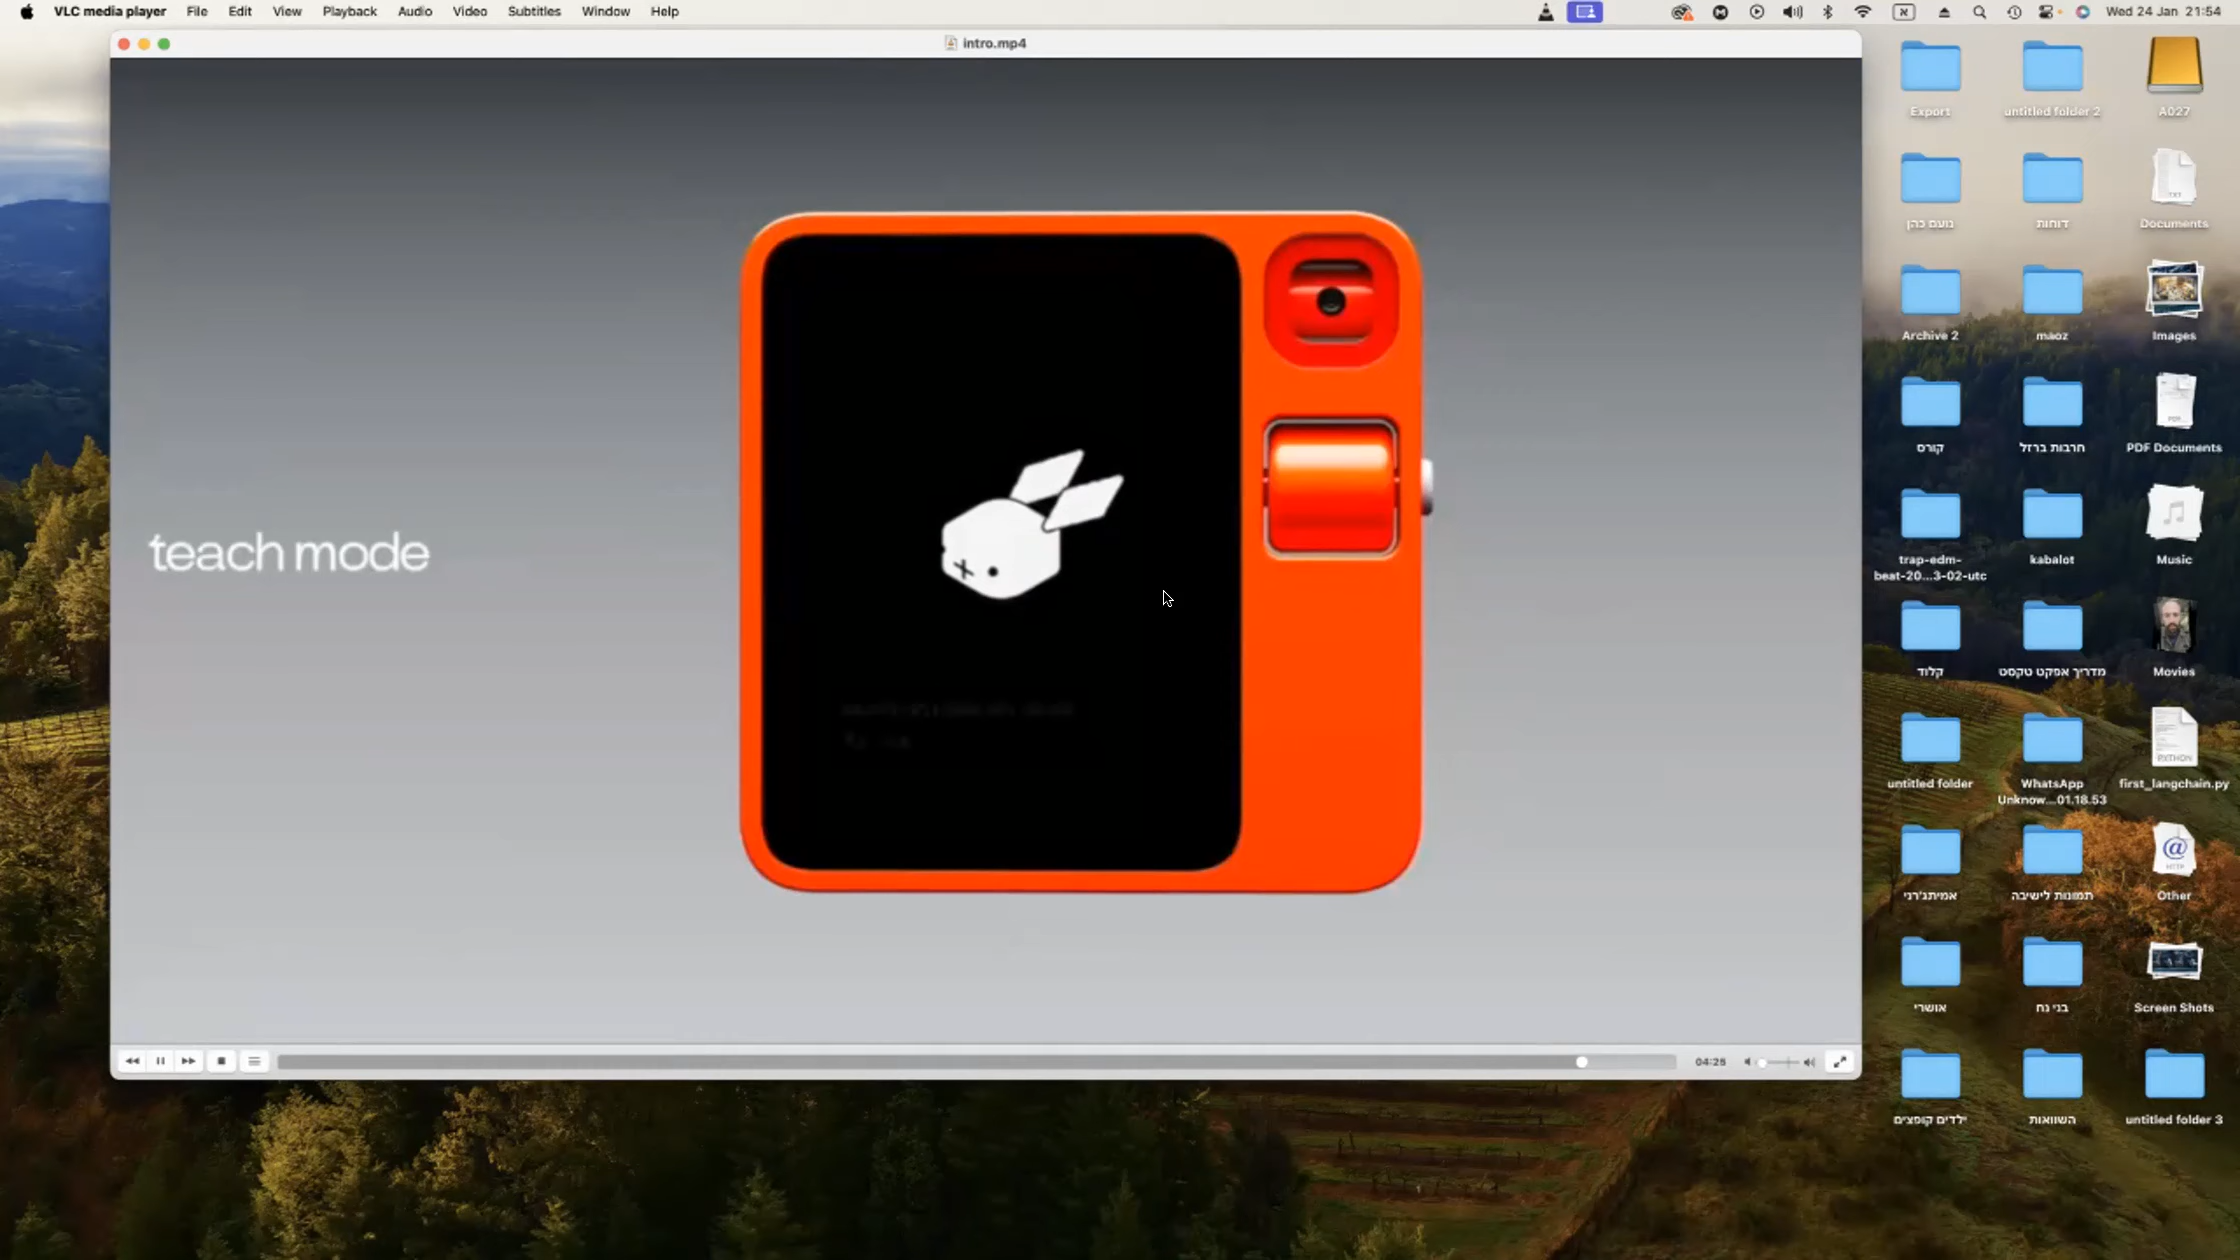 VLC media player File Edit View Playback Audio Video Subtitles Window Help
Wed 24 Jan 21:54
intro.mp4
teach mode
04:25
Export
untitled folder 2
A027
נועם כהן
דוחות
Documents
TXT
Archive 2
maoz
Images
קורס
חרבות ברזל
PDF Documents
PDF
trap-edm-
beat-20...3-02-utc
kabalot
Music
קלוד
מדריך אפקט טקסט
Movies
untitled folder
WhatsApp
Unknow...01.18.53
first_langchain.py
PYTHON
אמיתג'רני
תמונות לישיבה
Other
HTTP
אושרי
בני נח
Screen Shots
ילדים קופצים
השוואות
untitled folder 3